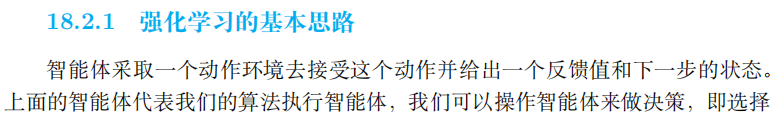 18.2.1 强化学习的基本思路
智能体采取一个动作环境去接受这个动作并给出一个反馈值和下一步的状态。
上面的智能体代表我们的算法执行智能体，我们可以操作智能体来做决策，即选择